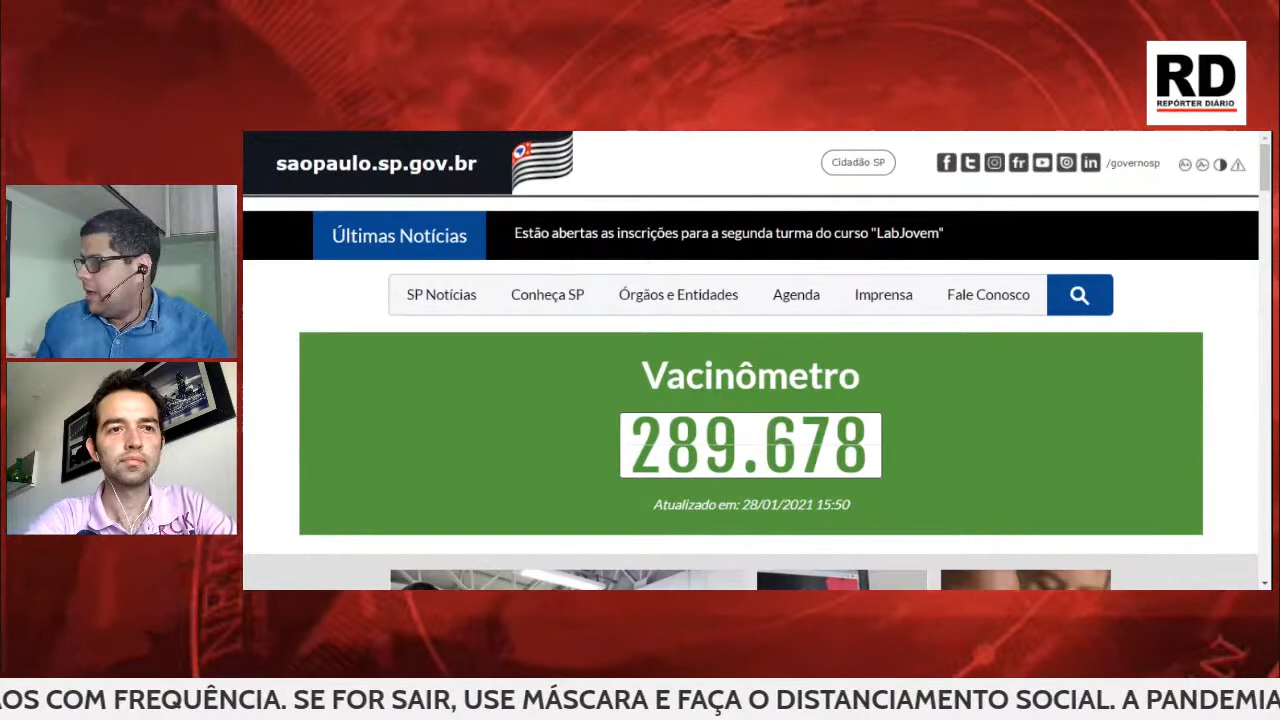 RD
REPÓRTER DIÁRIO
saopaulo.sp.gov.br
Cidadão SP
/governosp
Últimas Notícias
Estão abertas as inscrições para a segunda turma do curso "LabJovem"
SP Notícias Conheça SP Órgãos e Entidades Agenda Imprensa Fale Conosco
Vacinômetro
289.678
Atualizado em: 28/01/2021 15:50
RCK
OS COM FREQUÊNCIA. SE FOR SAIR, USE MÁSCARA E FAÇA O DISTANCIAMENTO SOCIAL. A PANDEMIA